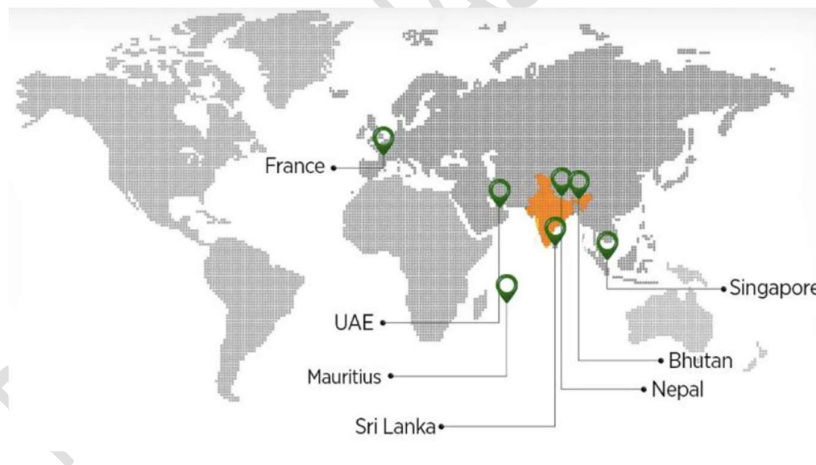 France
Singapore
UAE
Bhutan
Mauritius
Nepal
Sri Lanka